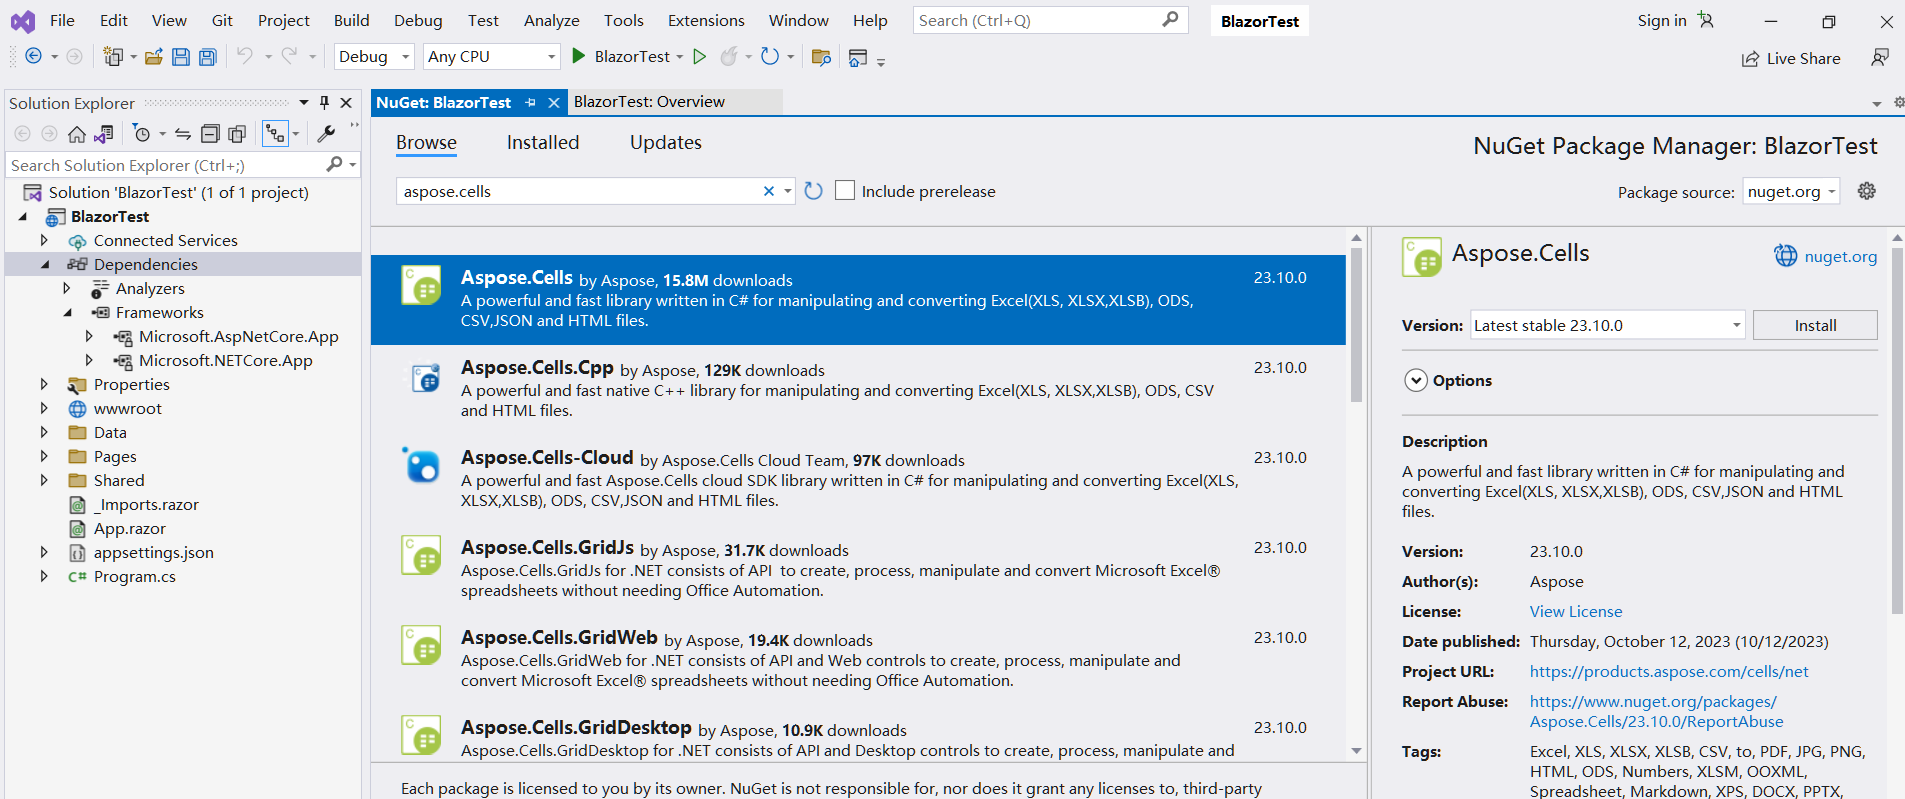 File Edit View Git Project Build Debug Test Analyze Tools Extensions Window Help Search (Ctrl+Q) BlazorTest Sign in
Debug Any CPU BlazorTest Live Share
Solution Explorer
Search Solution Explorer (Ctrl+;)
Solution 'BlazorTest' (1 of 1 project)
BlazorTest
Connected Services
Dependencies
Analyzers
Frameworks
Microsoft.AspNetCore.App
Microsoft.NETCore.App
Properties
wwwroot
Data
Pages
Shared
_Imports.razor
App.razor
appsettings.json
C# Program.cs
NuGet: BlazorTest BlazorTest: Overview
Browse Installed Updates
NuGet Package Manager: BlazorTest
aspose.cells Include prerelease
Package source: nuget.org
Aspose.Cells by Aspose, 15.8M downloads 23.10.0
A powerful and fast library written in C# for manipulating and converting Excel(XLS, XLSX,XLSB), ODS,
CSV,JSON and HTML files.
Aspose.Cells.Cpp by Aspose, 129K downloads 23.10.0
A powerful and fast native C++ library for manipulating and converting Excel(XLS, XLSX,XLSB), ODS, CSV
and HTML files.
Aspose.Cells-Cloud by Aspose.Cells Cloud Team, 97K downloads 23.10.0
A powerful and fast Aspose.Cells cloud SDK library written in C# for manipulating and converting Excel(XLS,
XLSX,XLSB), ODS, CSV,JSON and HTML files.
Aspose.Cells.GridJs by Aspose, 31.7K downloads 23.10.0
Aspose.Cells.GridJs for .NET consists of API to create, process, manipulate and convert Microsoft Excel®
spreadsheets without needing Office Automation.
Aspose.Cells.GridWeb by Aspose, 19.4K downloads 23.10.0
Aspose.Cells.GridWeb for .NET consists of API and Web controls to create, process, manipulate and
convert Microsoft Excel® spreadsheets without needing Office Automation.
Aspose.Cells.GridDesktop by Aspose, 10.9K downloads 23.10.0
Aspose.Cells.GridDesktop for .NET consists of API and Desktop controls to create, process, manipulate and
Each package is licensed to you by its owner. NuGet is not responsible for, nor does it grant any licenses to, third-party
Aspose.Cells nuget.org
Version: Latest stable 23.10.0 Install
Options
Description
A powerful and fast library written in C# for manipulating and
converting Excel(XLS, XLSX,XLSB), ODS, CSV,JSON and HTML
files.
Version: 23.10.0
Author(s): Aspose
License: View License
Date published: Thursday, October 12, 2023 (10/12/2023)
Project URL: https://products.aspose.com/cells/net
Report Abuse: https://www.nuget.org/packages/
Aspose.Cells/23.10.0/ReportAbuse
Tags: Excel, XLS, XLSX, XLSB, CSV, to, PDF, JPG, PNG,
HTML, ODS, Numbers, XLSM, OOXML,
Spreadsheet, Markdown, XPS, DOCX, PPTX,